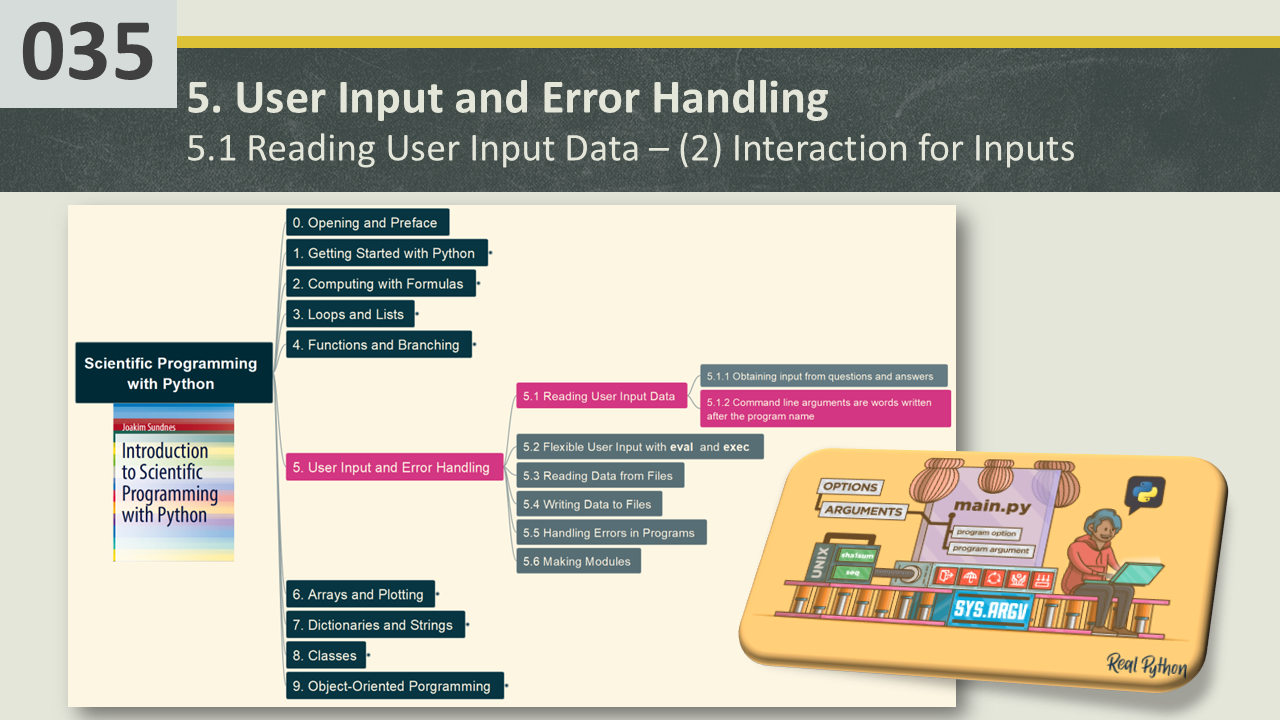 035
5. User Input and Error Handling
5.1 Reading User Input Data – (2) Interaction for Inputs
Scientific Programming
with Python
Joakim Sundnes
Introduction
to Scientific
Programming
with Python
0. Opening and Preface
1. Getting Started with Python
2. Computing with Formulas
3. Loops and Lists
4. Functions and Branching
5. User Input and Error Handling
5.1 Reading User Input Data
5.1.1 Obtaining input from questions and answers
5.1.2 Command line arguments are words written
after the program name
5.2 Flexible User Input with eval and exec
5.3 Reading Data from Files
5.4 Writing Data to Files
5.5 Handling Errors in Programs
5.6 Making Modules
6. Arrays and Plotting
7. Dictionaries and Strings
8. Classes
9. Object-Oriented Porgramming
OPTIONS
ARGUMENTS
main.py
program option
program argument
UNIX
sha1sum
seq
SYS.ARGV
Real Python